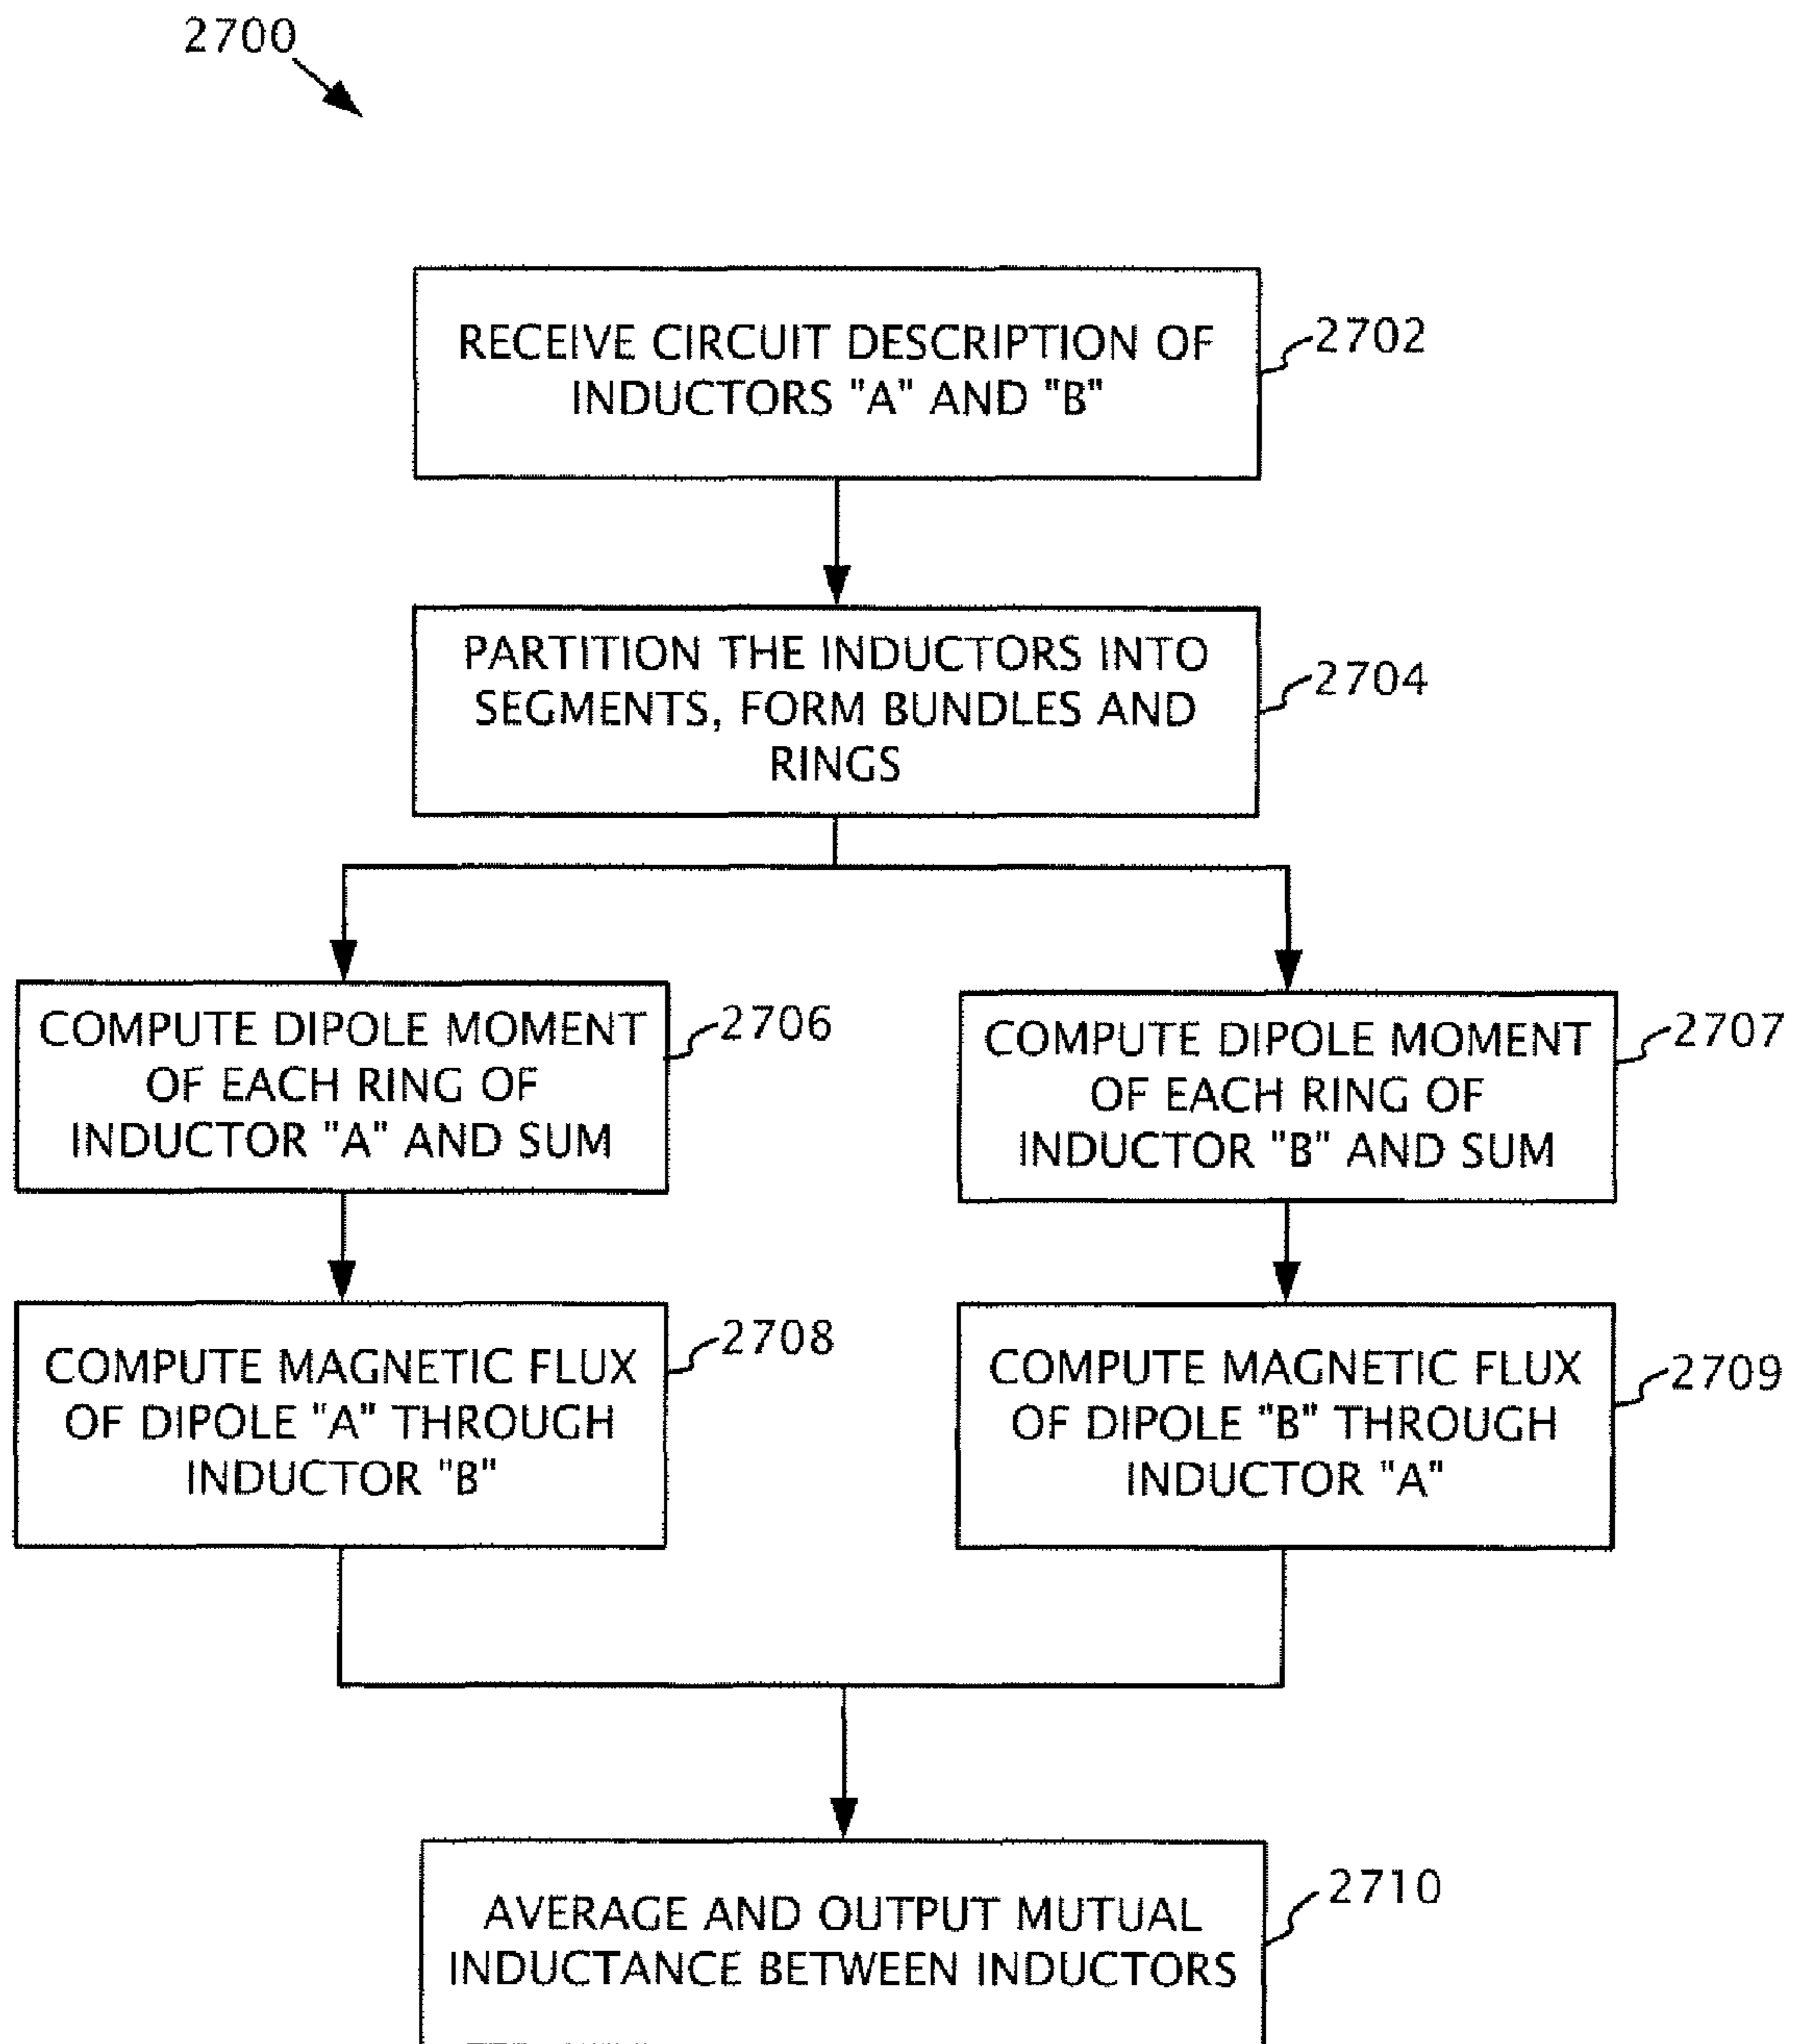 2700
RECEIVE CIRCUIT DESCRIPTION OF
INDUCTORS "A" AND "B"
2702
PARTITION THE INDUCTORS INTO
SEGMENTS, FORM BUNDLES AND
RINGS
2704
COMPUTE DIPOLE MOMENT
OF EACH RING OF
INDUCTOR "A" AND SUM
2706
COMPUTE DIPOLE MOMENT
OF EACH RING OF
INDUCTOR "B" AND SUM
2707
COMPUTE MAGNETIC FLUX
OF DIPOLE "A" THROUGH
INDUCTOR "B"
2708
COMPUTE MAGNETIC FLUX
OF DIPOLE "B" THROUGH
INDUCTOR "A"
2709
AVERAGE AND OUTPUT MUTUAL
INDUCTANCE BETWEEN INDUCTORS
2710